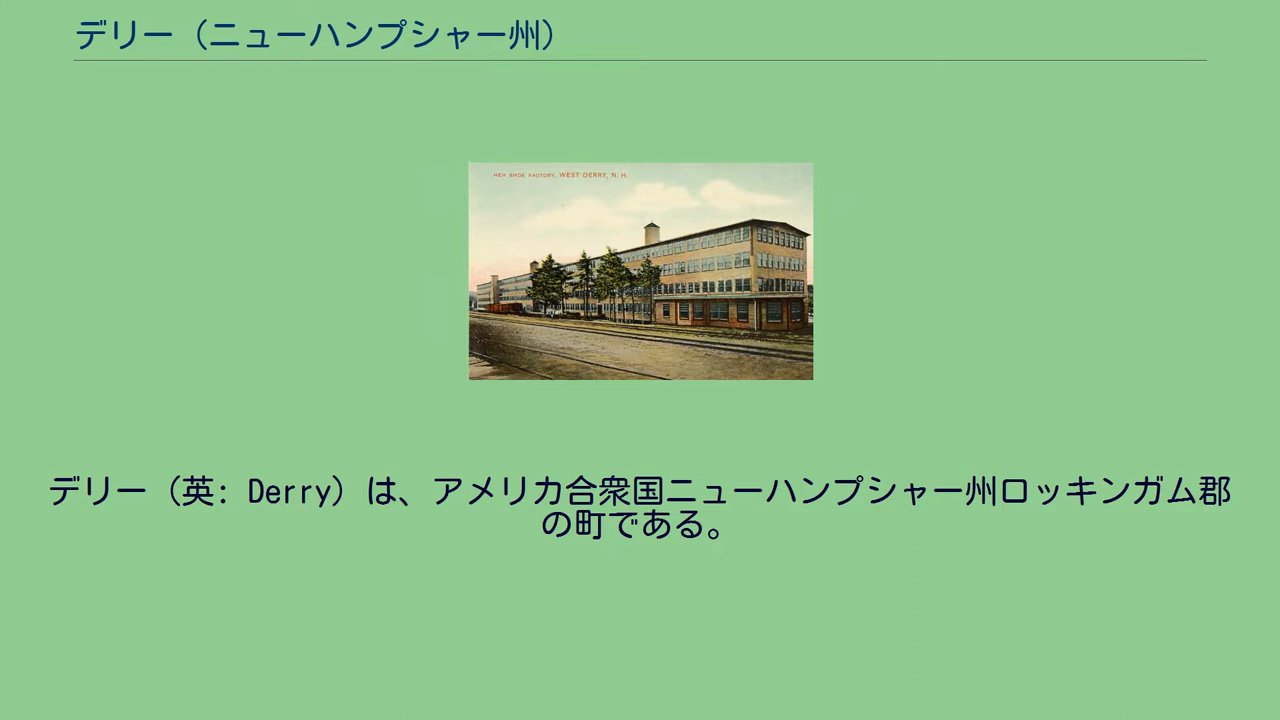 デリー（ニューハンプシャー州）
NEW SHOE FACTORY, WEST DERRY, N. H.
デリー（英: Derry）は、アメリカ合衆国ニューハンプシャー州ロッキンガム郡
の町である。